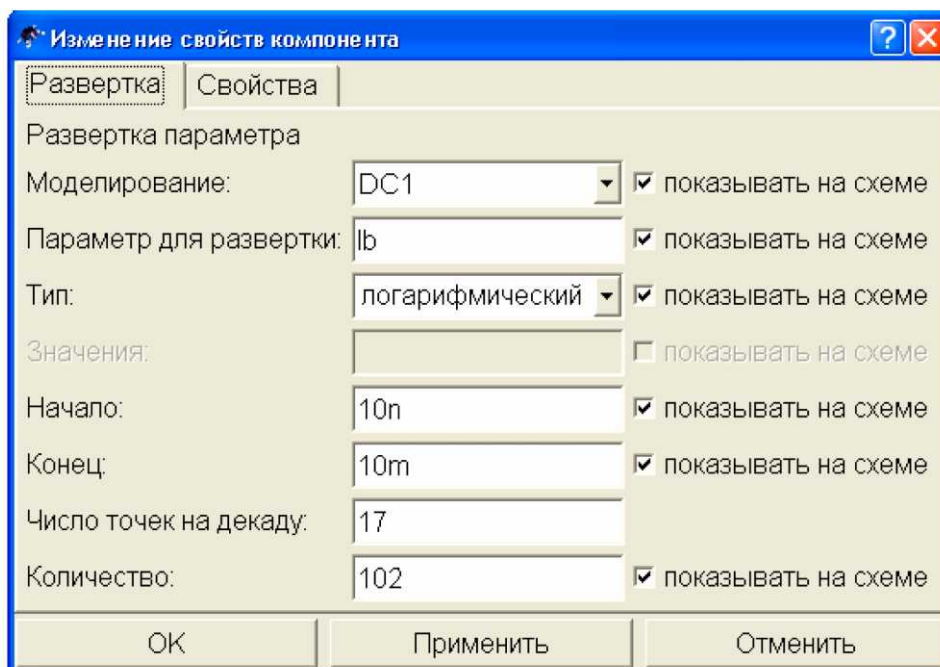 Изменение свойств компонента
Развертка Свойства
Развертка параметра
Моделирование: DC1 показывать на схеме
Параметр для развертки: Ib показывать на схеме
Тип: логарифмический показывать на схеме
Значения: показывать на схеме
Начало: 10n показывать на схеме
Конец: 10m показывать на схеме
Число точек на декаду: 17
Количество: 102 показывать на схеме
OK Применить Отменить